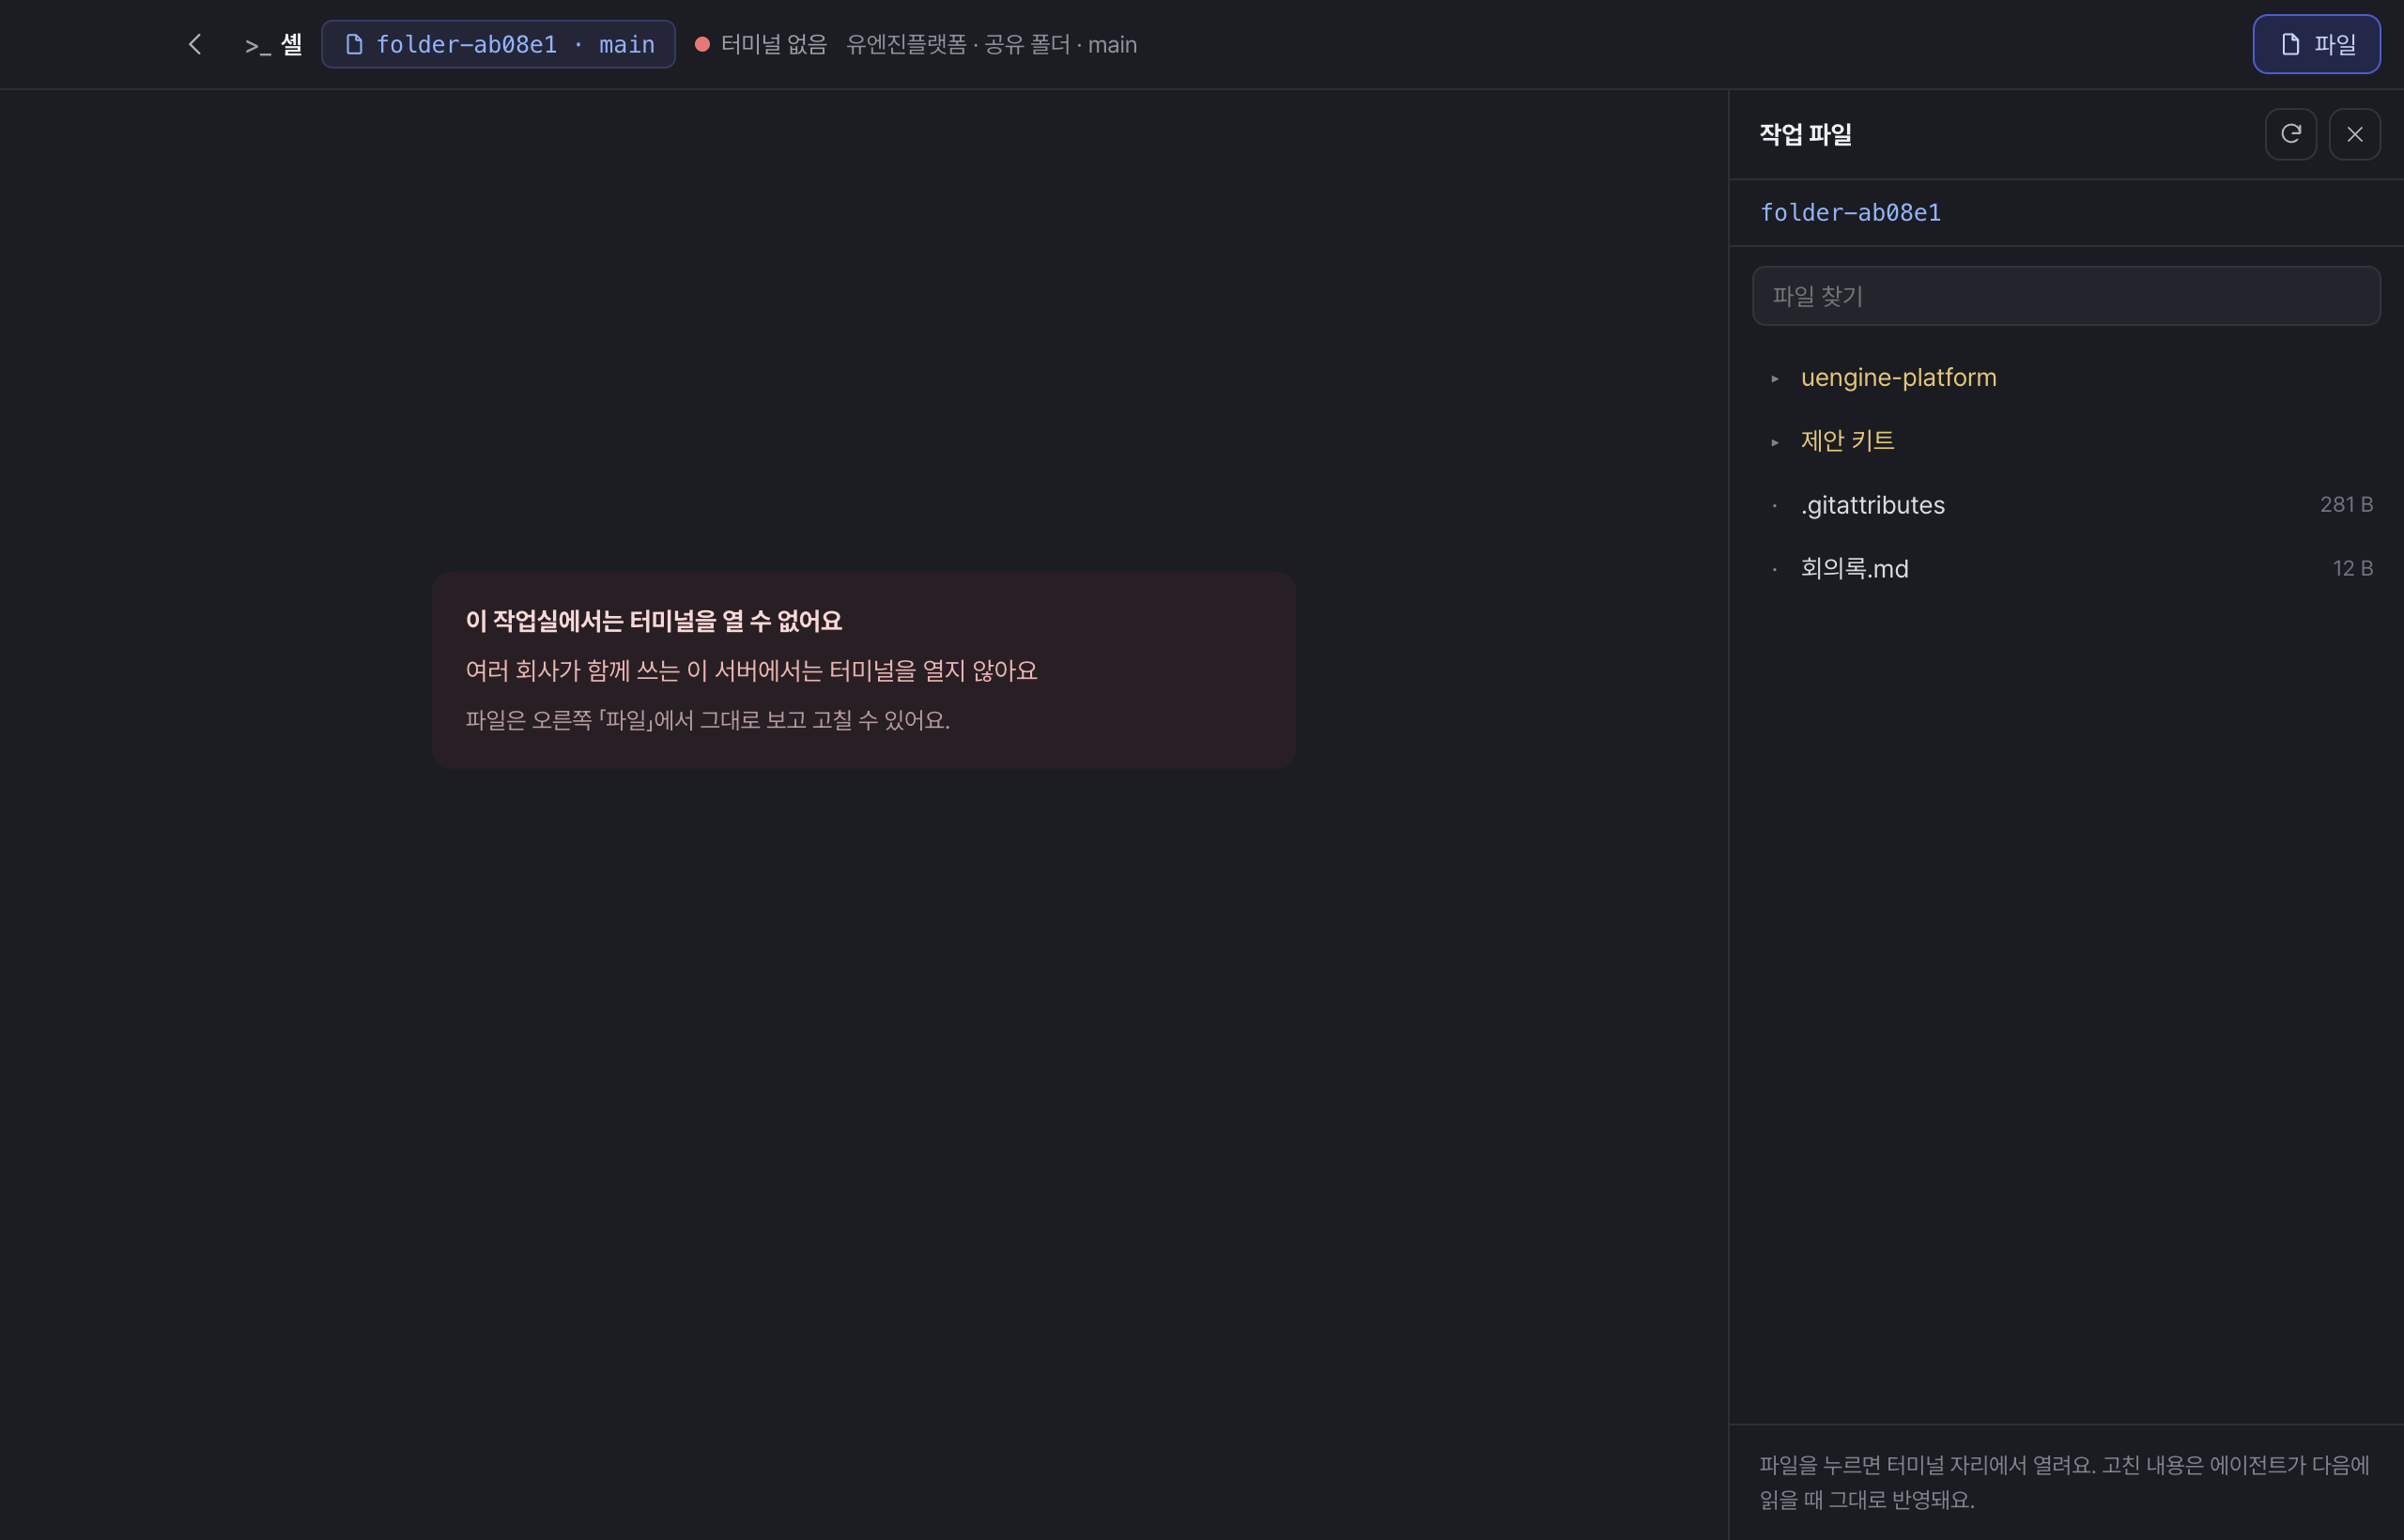 >_ 셸 folder-ab08e1 · main 터미널 없음 유엔진플랫폼 · 공유 폴더 · main 파일
작업 파일
folder-ab08e1
파일 찾기
▸ uengine-platform
▸ 제안 키트
· .gitattributes 281 B
· 회의록.md 12 B
이 작업실에서는 터미널을 열 수 없어요
여러 회사가 함께 쓰는 이 서버에서는 터미널을 열지 않아요
파일은 오른쪽 「파일」에서 그대로 보고 고칠 수 있어요.
파일을 누르면 터미널 자리에서 열려요. 고친 내용은 에이전트가 다음에
읽을 때 그대로 반영돼요.